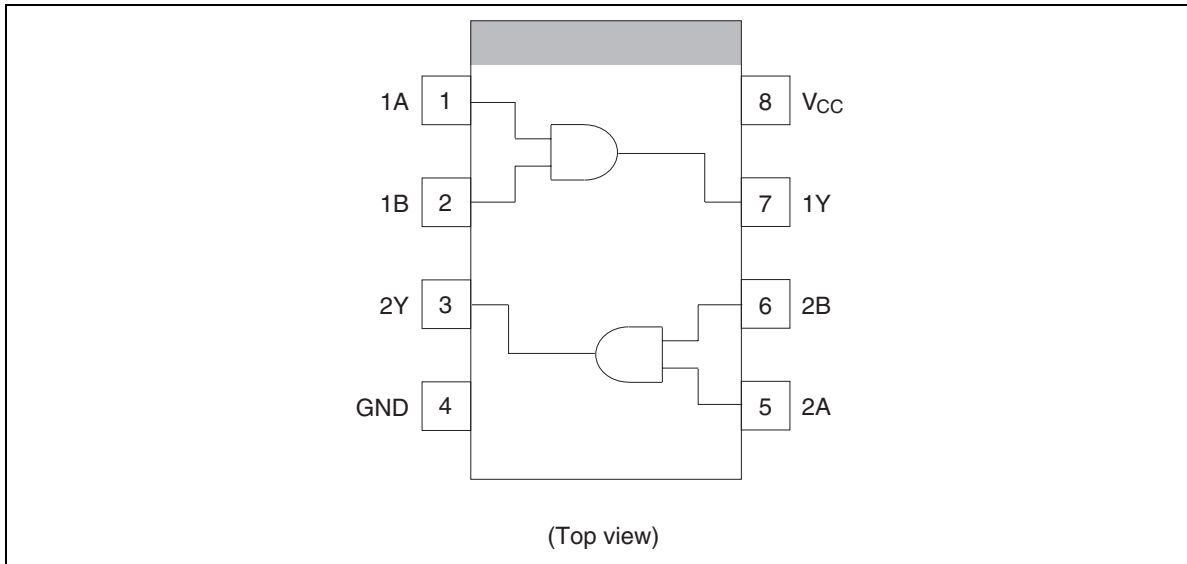 1A 1 8 VCC
1B 2 7 1Y
2Y 3 6 2B
GND 4 5 2A
(Top view)